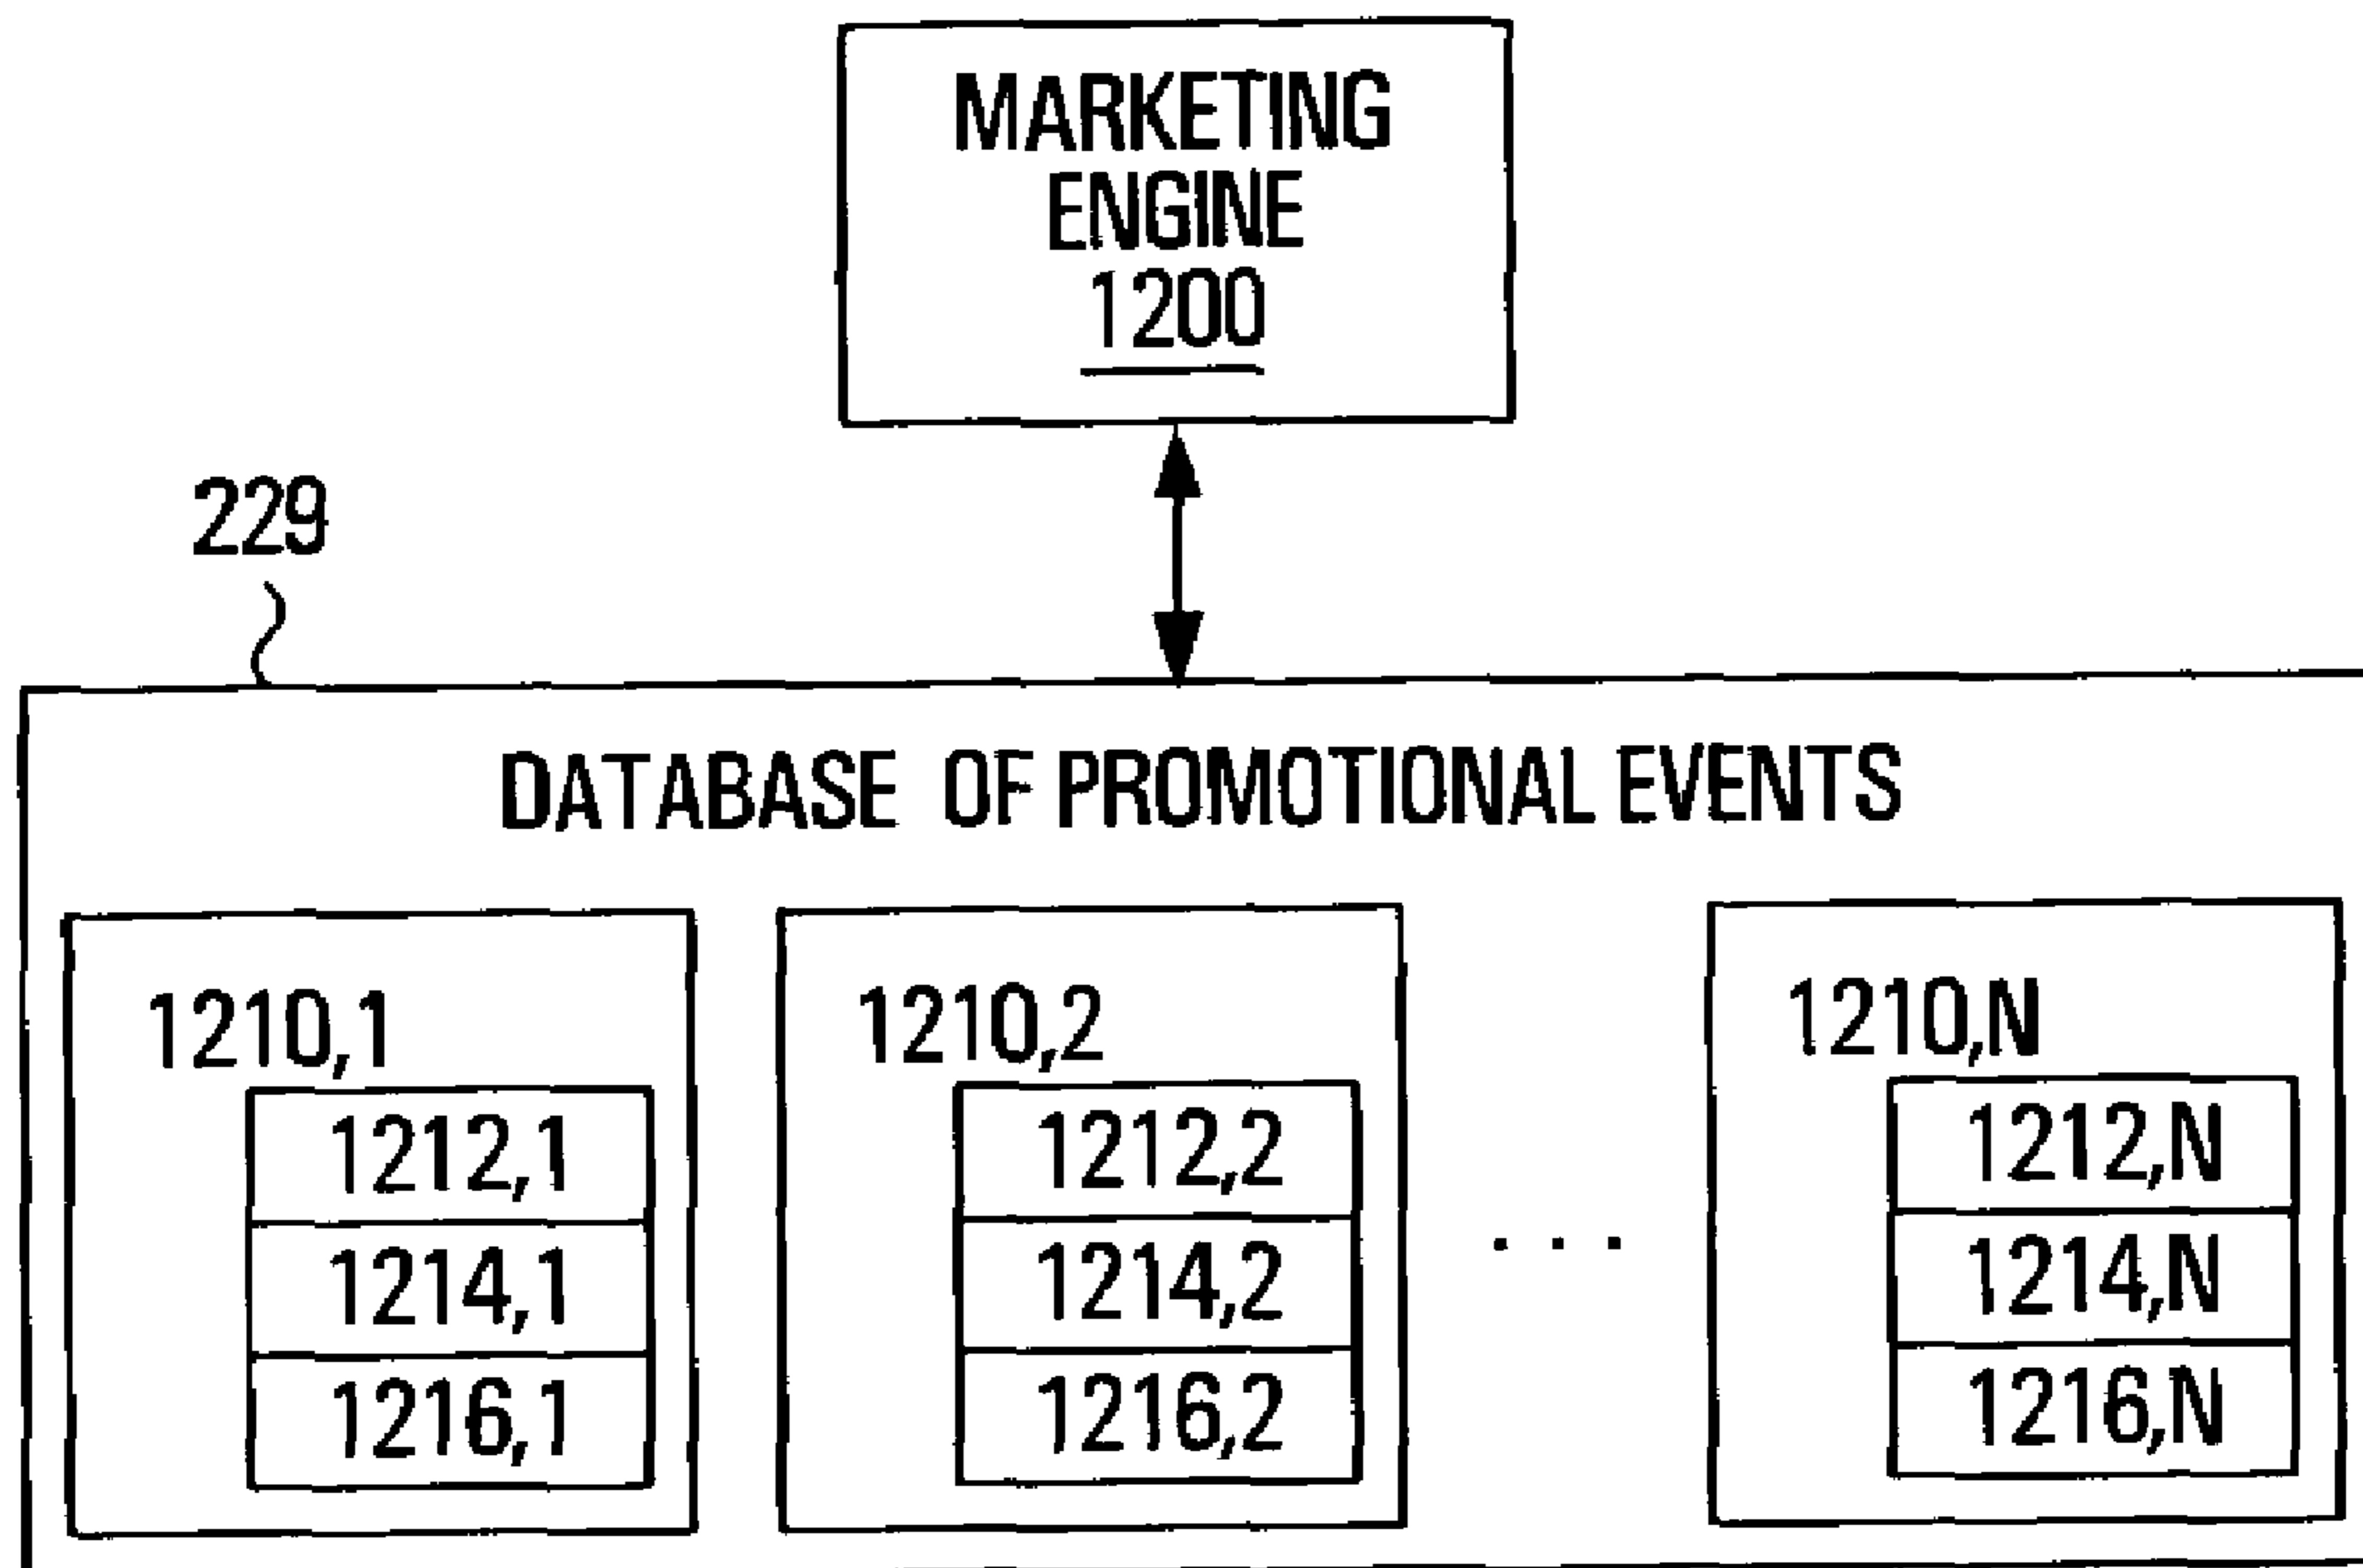 MARKETING
ENGINE
1200
229
DATABASE OF PROMOTIONAL EVENTS
1210,1
1212,1
1214,1
1216,1
1210,2
1212,2
1214,2
1216,2
. . .
1210,N
1212,N
1214,N
1216,N